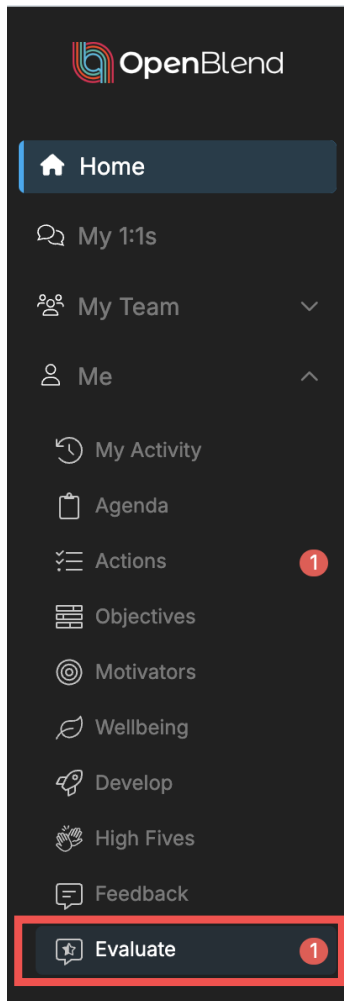 OpenBlend
Home
My 1:1s
My Team
Me
My Activity
Agenda
Actions 1
Objectives
Motivators
Wellbeing
Develop
High Fives
Feedback
Evaluate 1